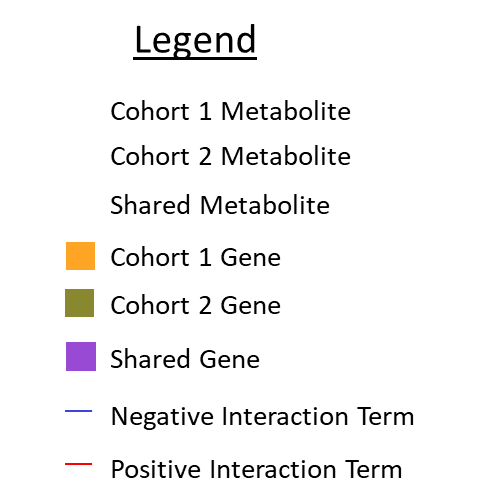 Legend
Cohort 1 Metabolite
Cohort 2 Metabolite
Shared Metabolite
Cohort 1 Gene
Cohort 2 Gene
Shared Gene
Negative Interaction Term
Positive Interaction Term